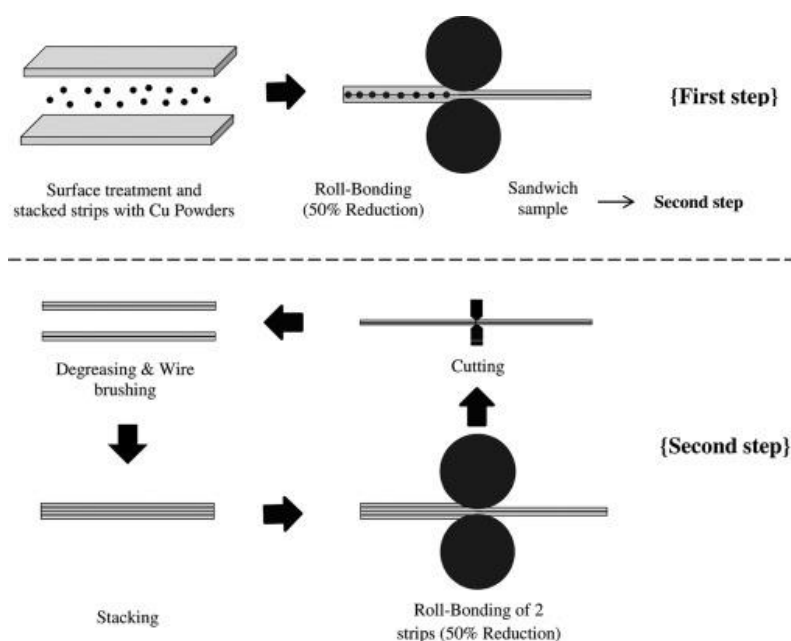 {First step}
Surface treatment and
stacked strips with Cu Powders
Roll-Bonding
(50% Reduction)
Sandwich
sample
Second step
Degreasing & Wire
brushing
Cutting
{Second step}
Stacking
Roll-Bonding of 2
strips (50% Reduction)